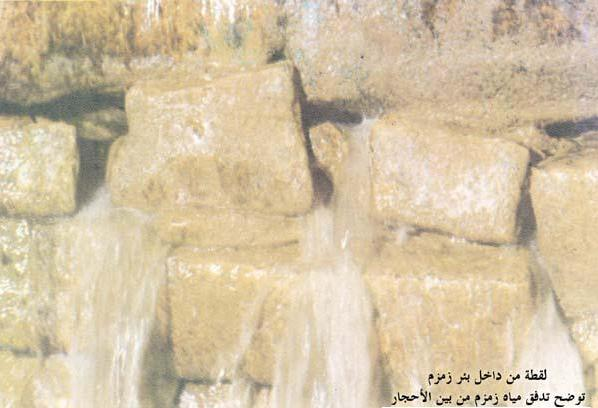 لقطة من داخل بئر زمزم
توضح تدفق مياه زمزم من بين الأحجار